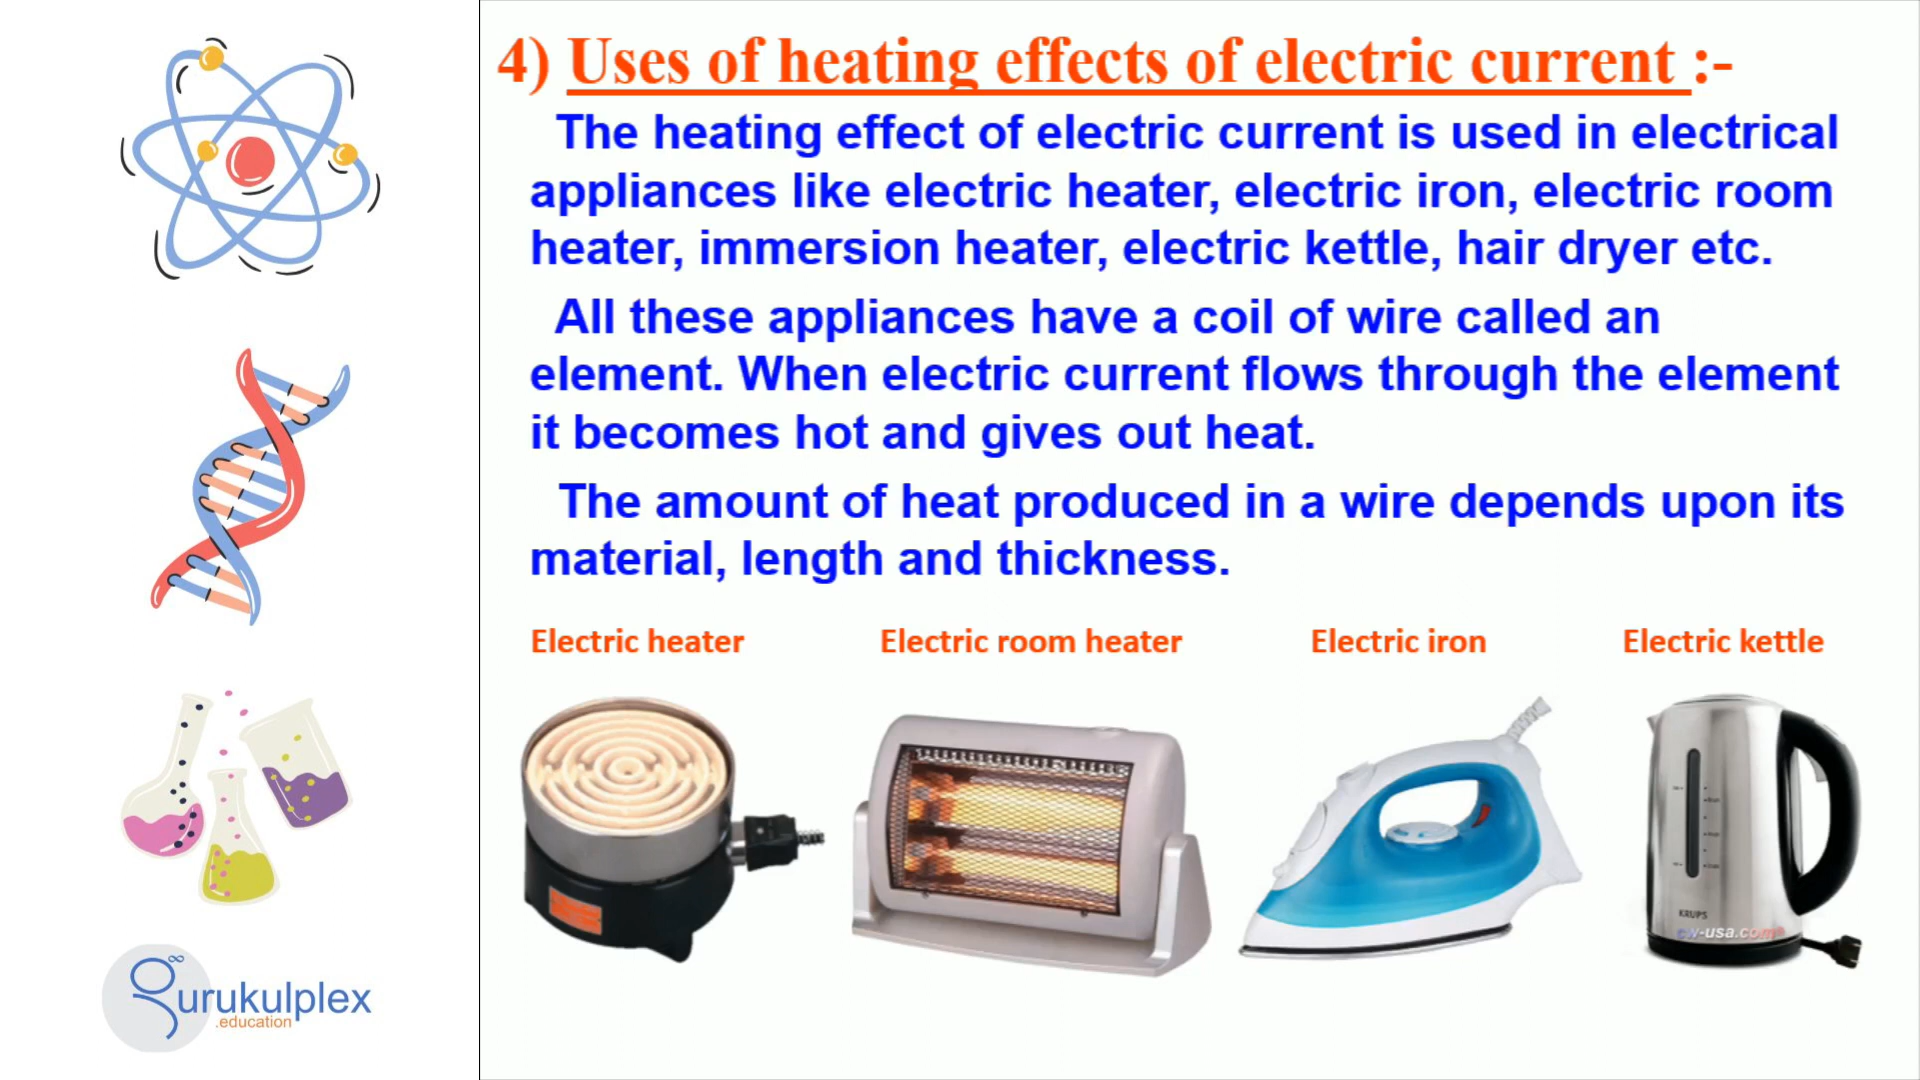 4) Uses of heating effects of electric current :-
The heating effect of electric current is used in electrical
appliances like electric heater, electric iron, electric room
heater, immersion heater, electric kettle, hair dryer etc.
All these appliances have a coil of wire called an
element. When electric current flows through the element
it becomes hot and gives out heat.
The amount of heat produced in a wire depends upon its
material, length and thickness.
Electric heater
Electric room heater
Electric iron
Electric kettle
KRUPS
cw-usa.com
gurukulplex
.education